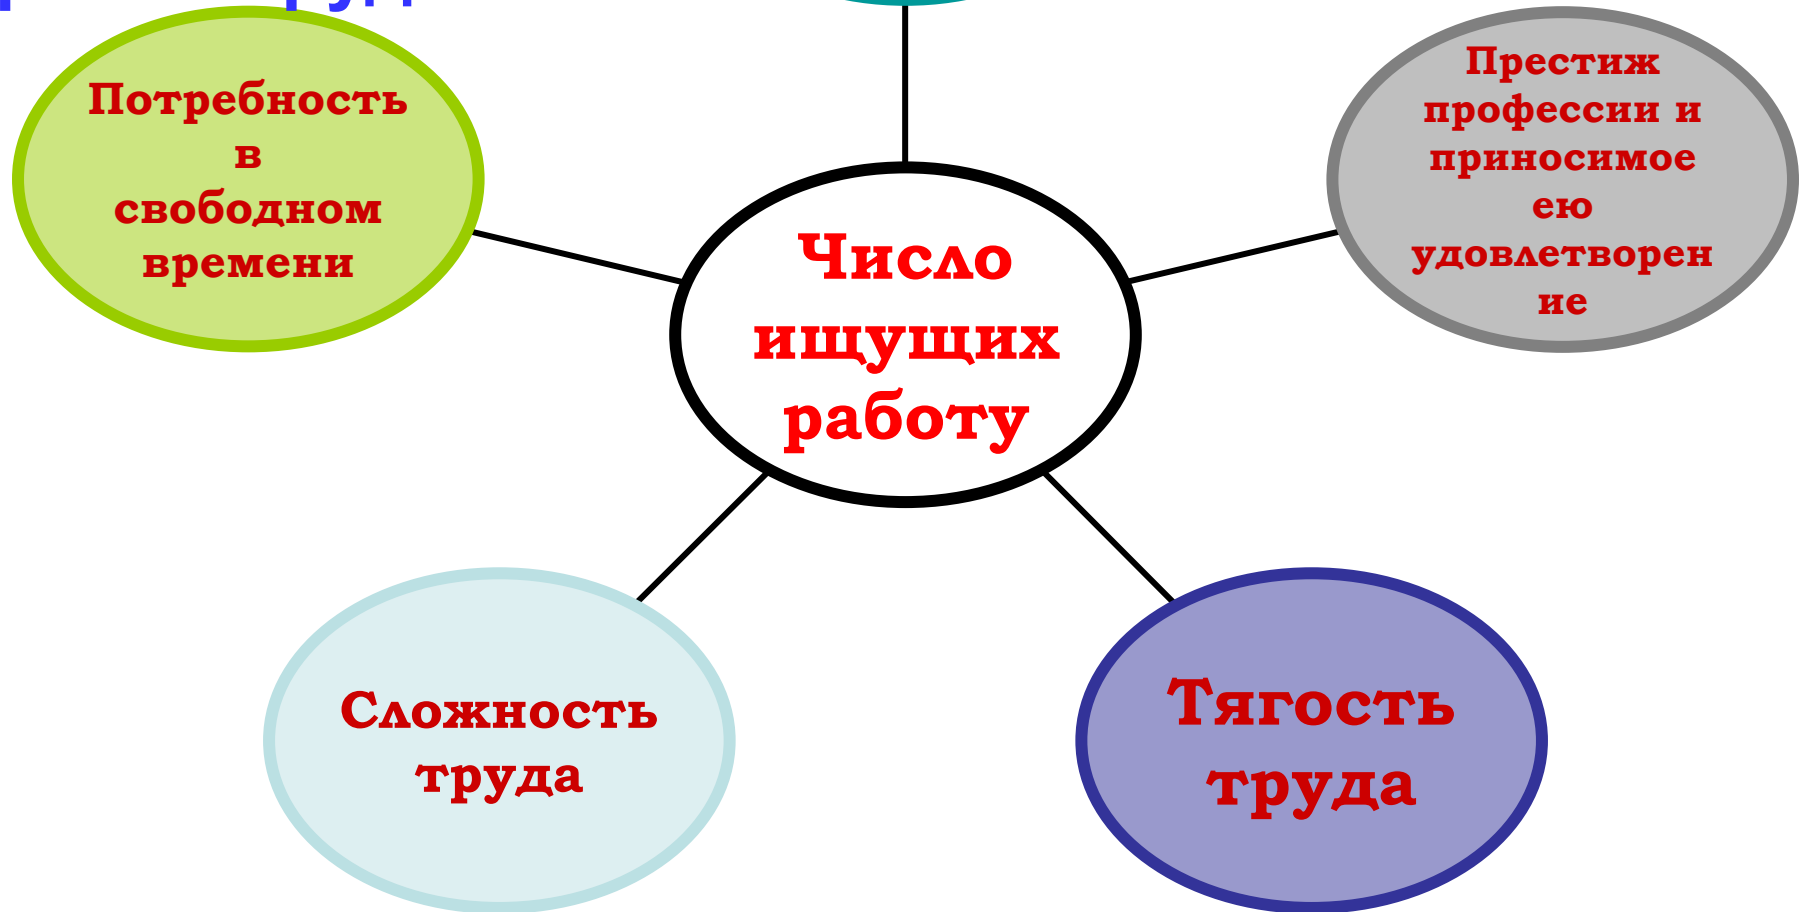 Потребность
в
свободном
времени
Престиж
профессии и
приносимое
ею
удовлетворен
ие
Число
ищущих
работу
Сложность
труда
Тягость
труда